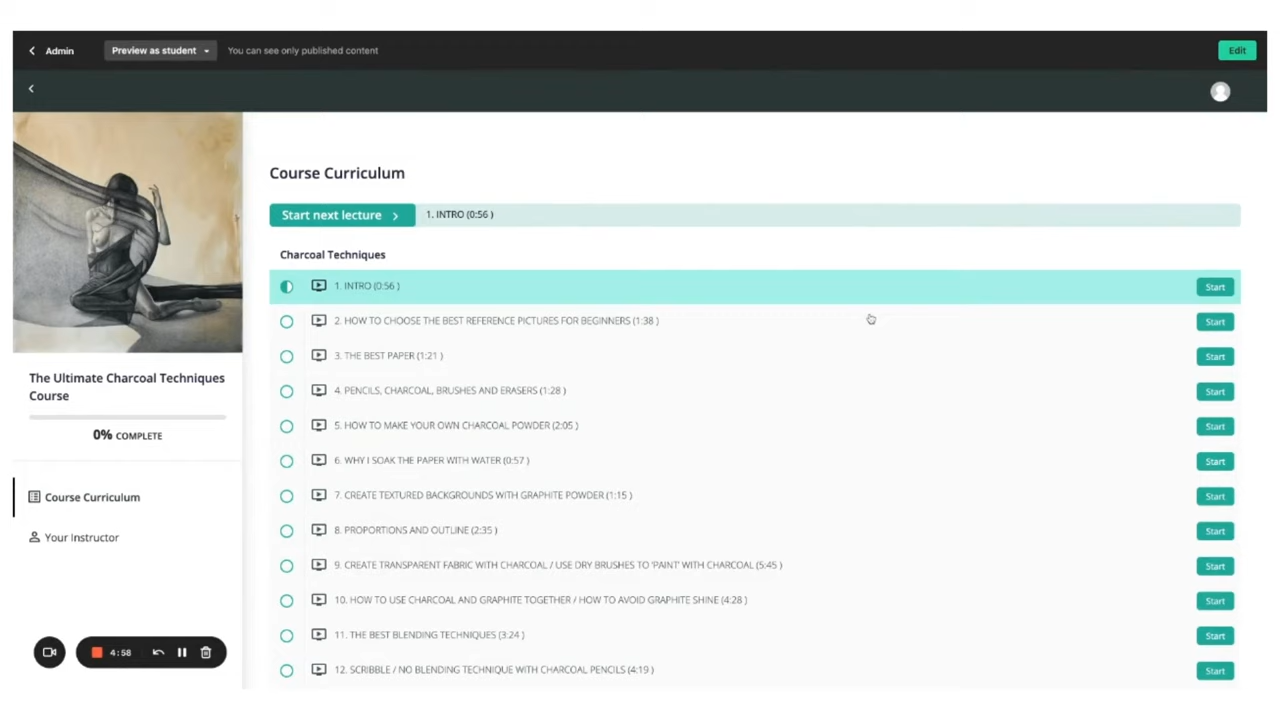 Admin
Preview as student
You can see only published content
Edit
Course Curriculum
Start next lecture
1. INTRO (0:56 )
Charcoal Techniques
1. INTRO (0:56 )
Start
2. HOW TO CHOOSE THE BEST REFERENCE PICTURES FOR BEGINNERS (1:38 )
Start
3. THE BEST PAPER (1:21 )
Start
4. PENCILS, CHARCOAL, BRUSHES AND ERASERS (1:28 )
Start
5. HOW TO MAKE YOUR OWN CHARCOAL POWDER (2:05 )
Start
6. WHY I SOAK THE PAPER WITH WATER (0:57 )
Start
7. CREATE TEXTURED BACKGROUNDS WITH GRAPHITE POWDER (1:15 )
Start
8. PROPORTIONS AND OUTLINE (2:35 )
Start
9. CREATE TRANSPARENT FABRIC WITH CHARCOAL / USE DRY BRUSHES TO 'PAINT' WITH CHARCOAL (5:45 )
Start
10. HOW TO USE CHARCOAL AND GRAPHITE TOGETHER / HOW TO AVOID GRAPHITE SHINE (4:28 )
Start
11. THE BEST BLENDING TECHNIQUES (3:24 )
Start
12. SCRIBBLE / NO BLENDING TECHNIQUE WITH CHARCOAL PENCILS (4:19 )
Start
The Ultimate Charcoal Techniques
Course
0% COMPLETE
Course Curriculum
Your Instructor
4:58